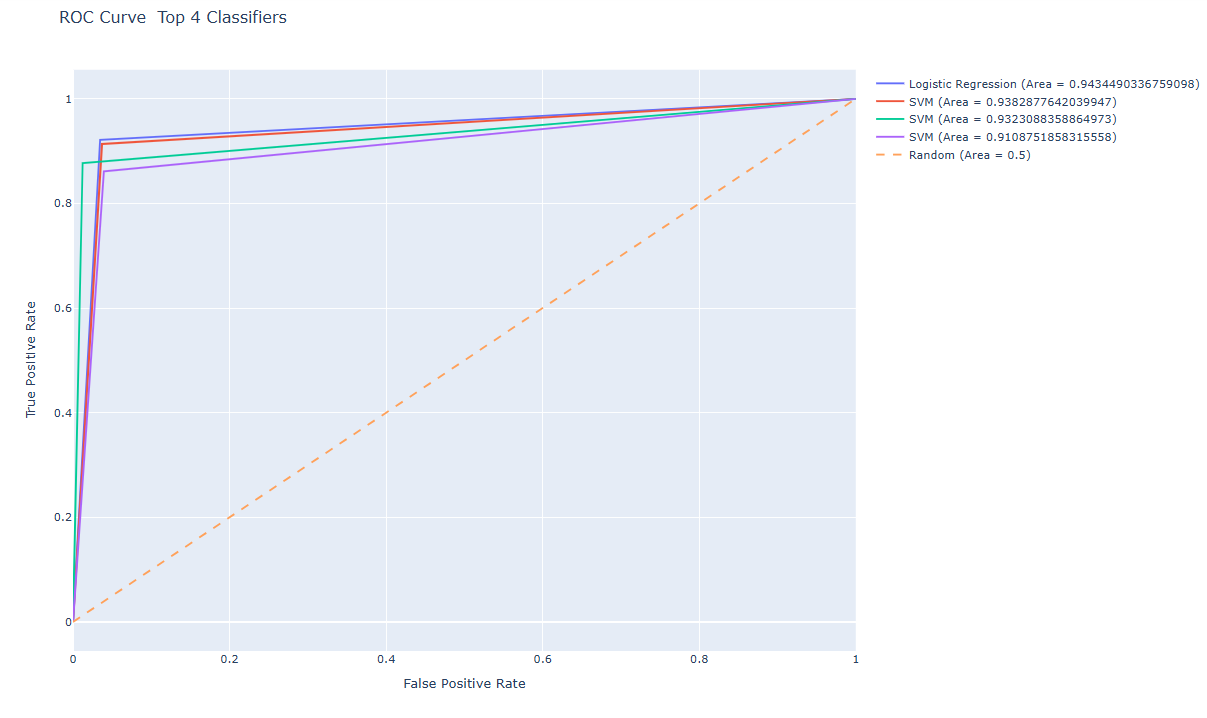 ROC Curve  Top 4 Classifiers
Logistic Regression (Area = 0.9434490336759098)
SVM (Area = 0.9382877642039947)
SVM (Area = 0.9323088358864973)
SVM (Area = 0.9108751858315558)
Random (Area = 0.5)
True Positive Rate
1
0.8
0.6
0.4
0.2
0
0 0.2 0.4 0.6 0.8 1
False Positive Rate